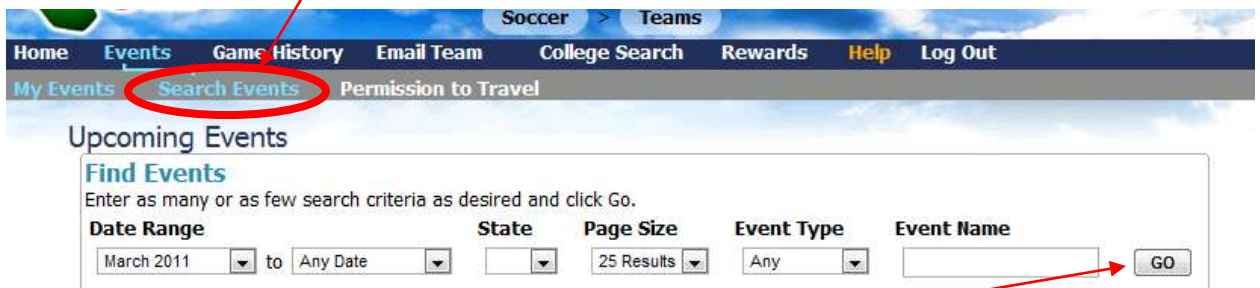 Soccer > Teams
Home Events Game History Email Team College Search Rewards Help Log Out
My Events Search Events Permission to Travel
Upcoming Events
Find Events
Enter as many or as few search criteria as desired and click Go.
Date Range State Page Size Event Type Event Name
March 2011 to Any Date 25 Results Any GO